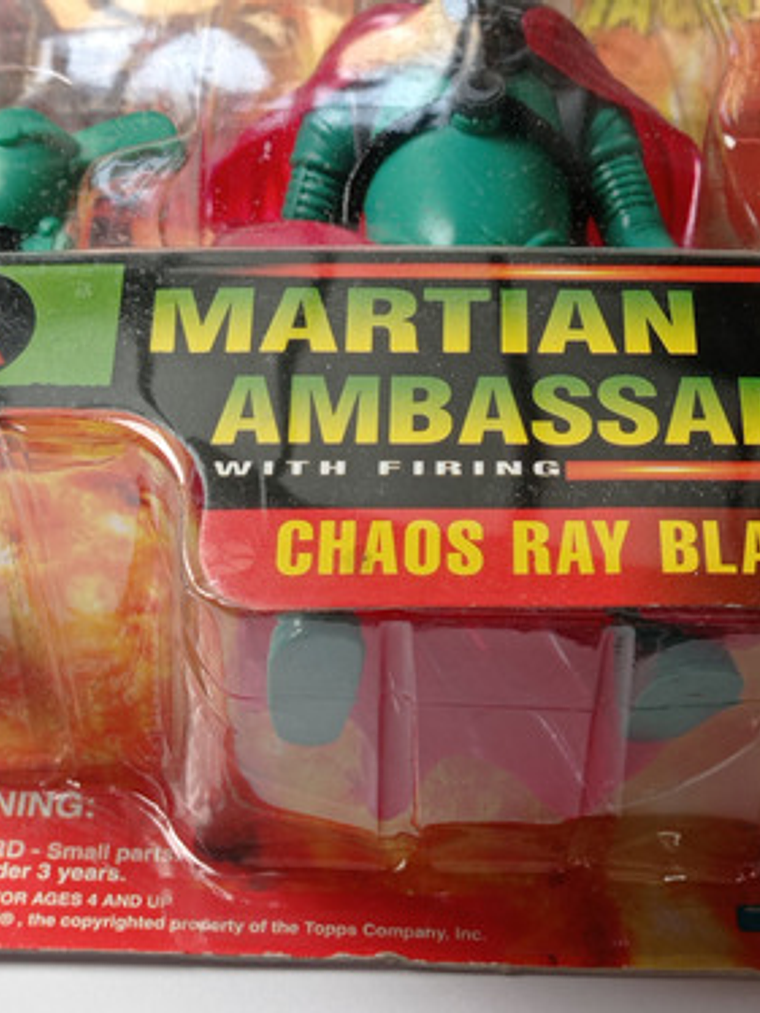 MARTIAN
AMBASSA
WITH FIRING
CHAOS RAY BLA
NING:
RD - Small parts
der 3 years.
FOR AGES 4 AND UP
®, the copyrighted property of the Topps Company, Inc.